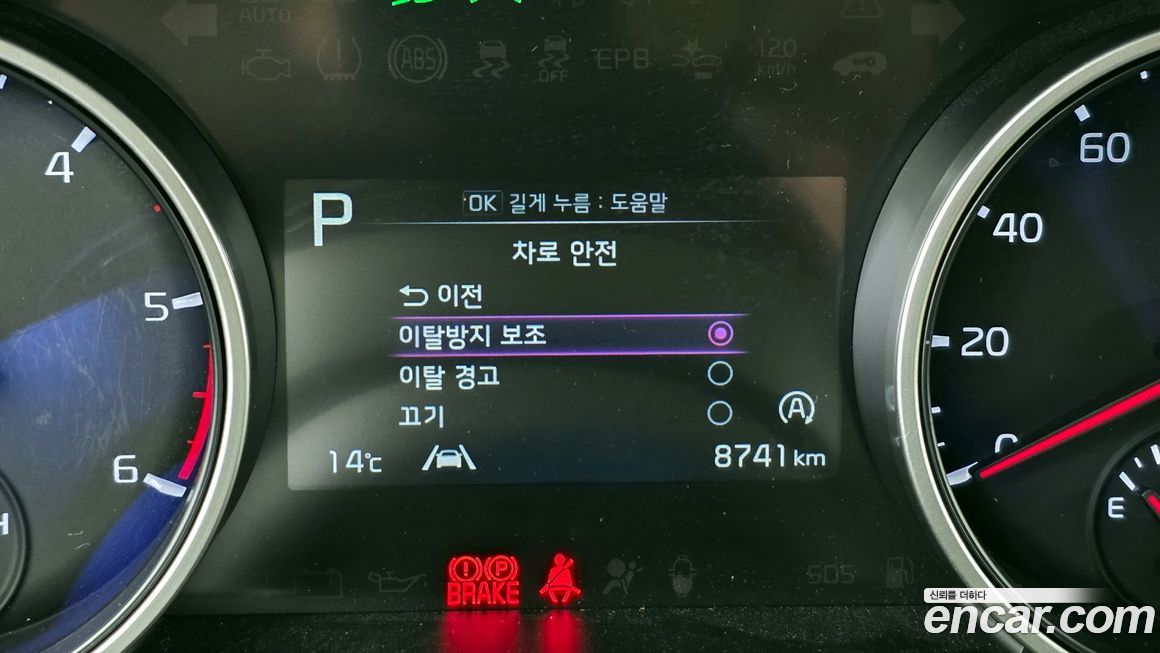 AUTO
ABS
OFF
EPB
120
km/h
P
OK 길게 누름 : 도움말
차로 안전
이전
이탈방지 보조
이탈 경고
끄기
A
14℃
8741 km
4
5
6
H
60
40
20
0
E
BRAKE
P
SOS
신뢰를 더하다
encar.com